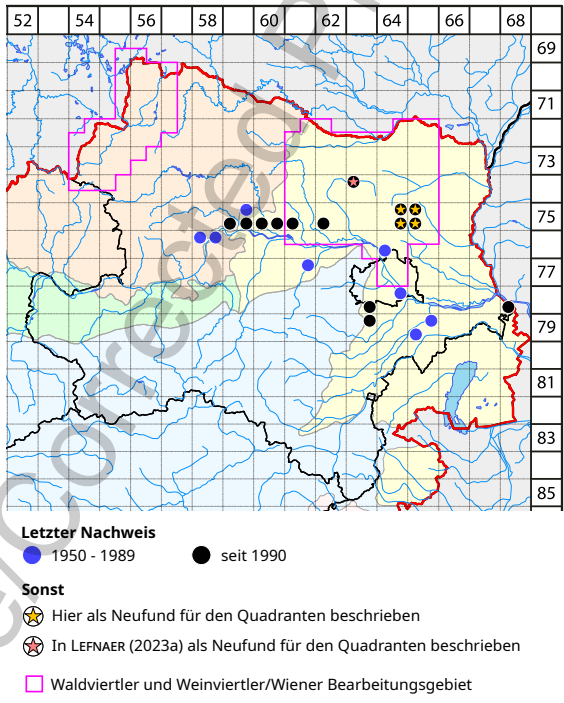 52 54 56 58 60 62 64 66 68
69
71
73
75
77
79
81
83
85
Letzter Nachweis
1950 - 1989 seit 1990
Sonst
Hier als Neufund für den Quadranten beschrieben
In LEFNAER (2023a) als Neufund für den Quadranten beschrieben
Waldviertler und Weinviertler/Wiener Bearbeitungsgebiet